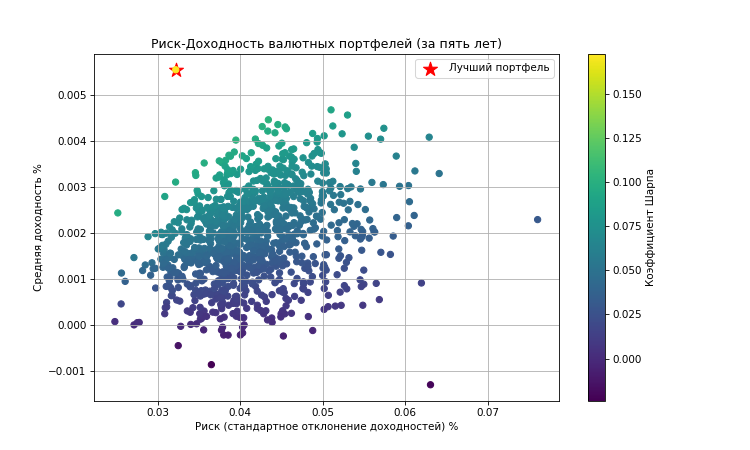 Риск-Доходность валютных портфелей (за пять лет)
Лучший портфель
Средняя доходность %
0.005
0.004
0.003
0.002
0.001
0.000
−0.001
0.03 0.04 0.05 0.06 0.07
Риск (стандартное отклонение доходностей) %
0.150
0.125
0.100
0.075
0.050
0.025
0.000
Коэффициент Шарпа